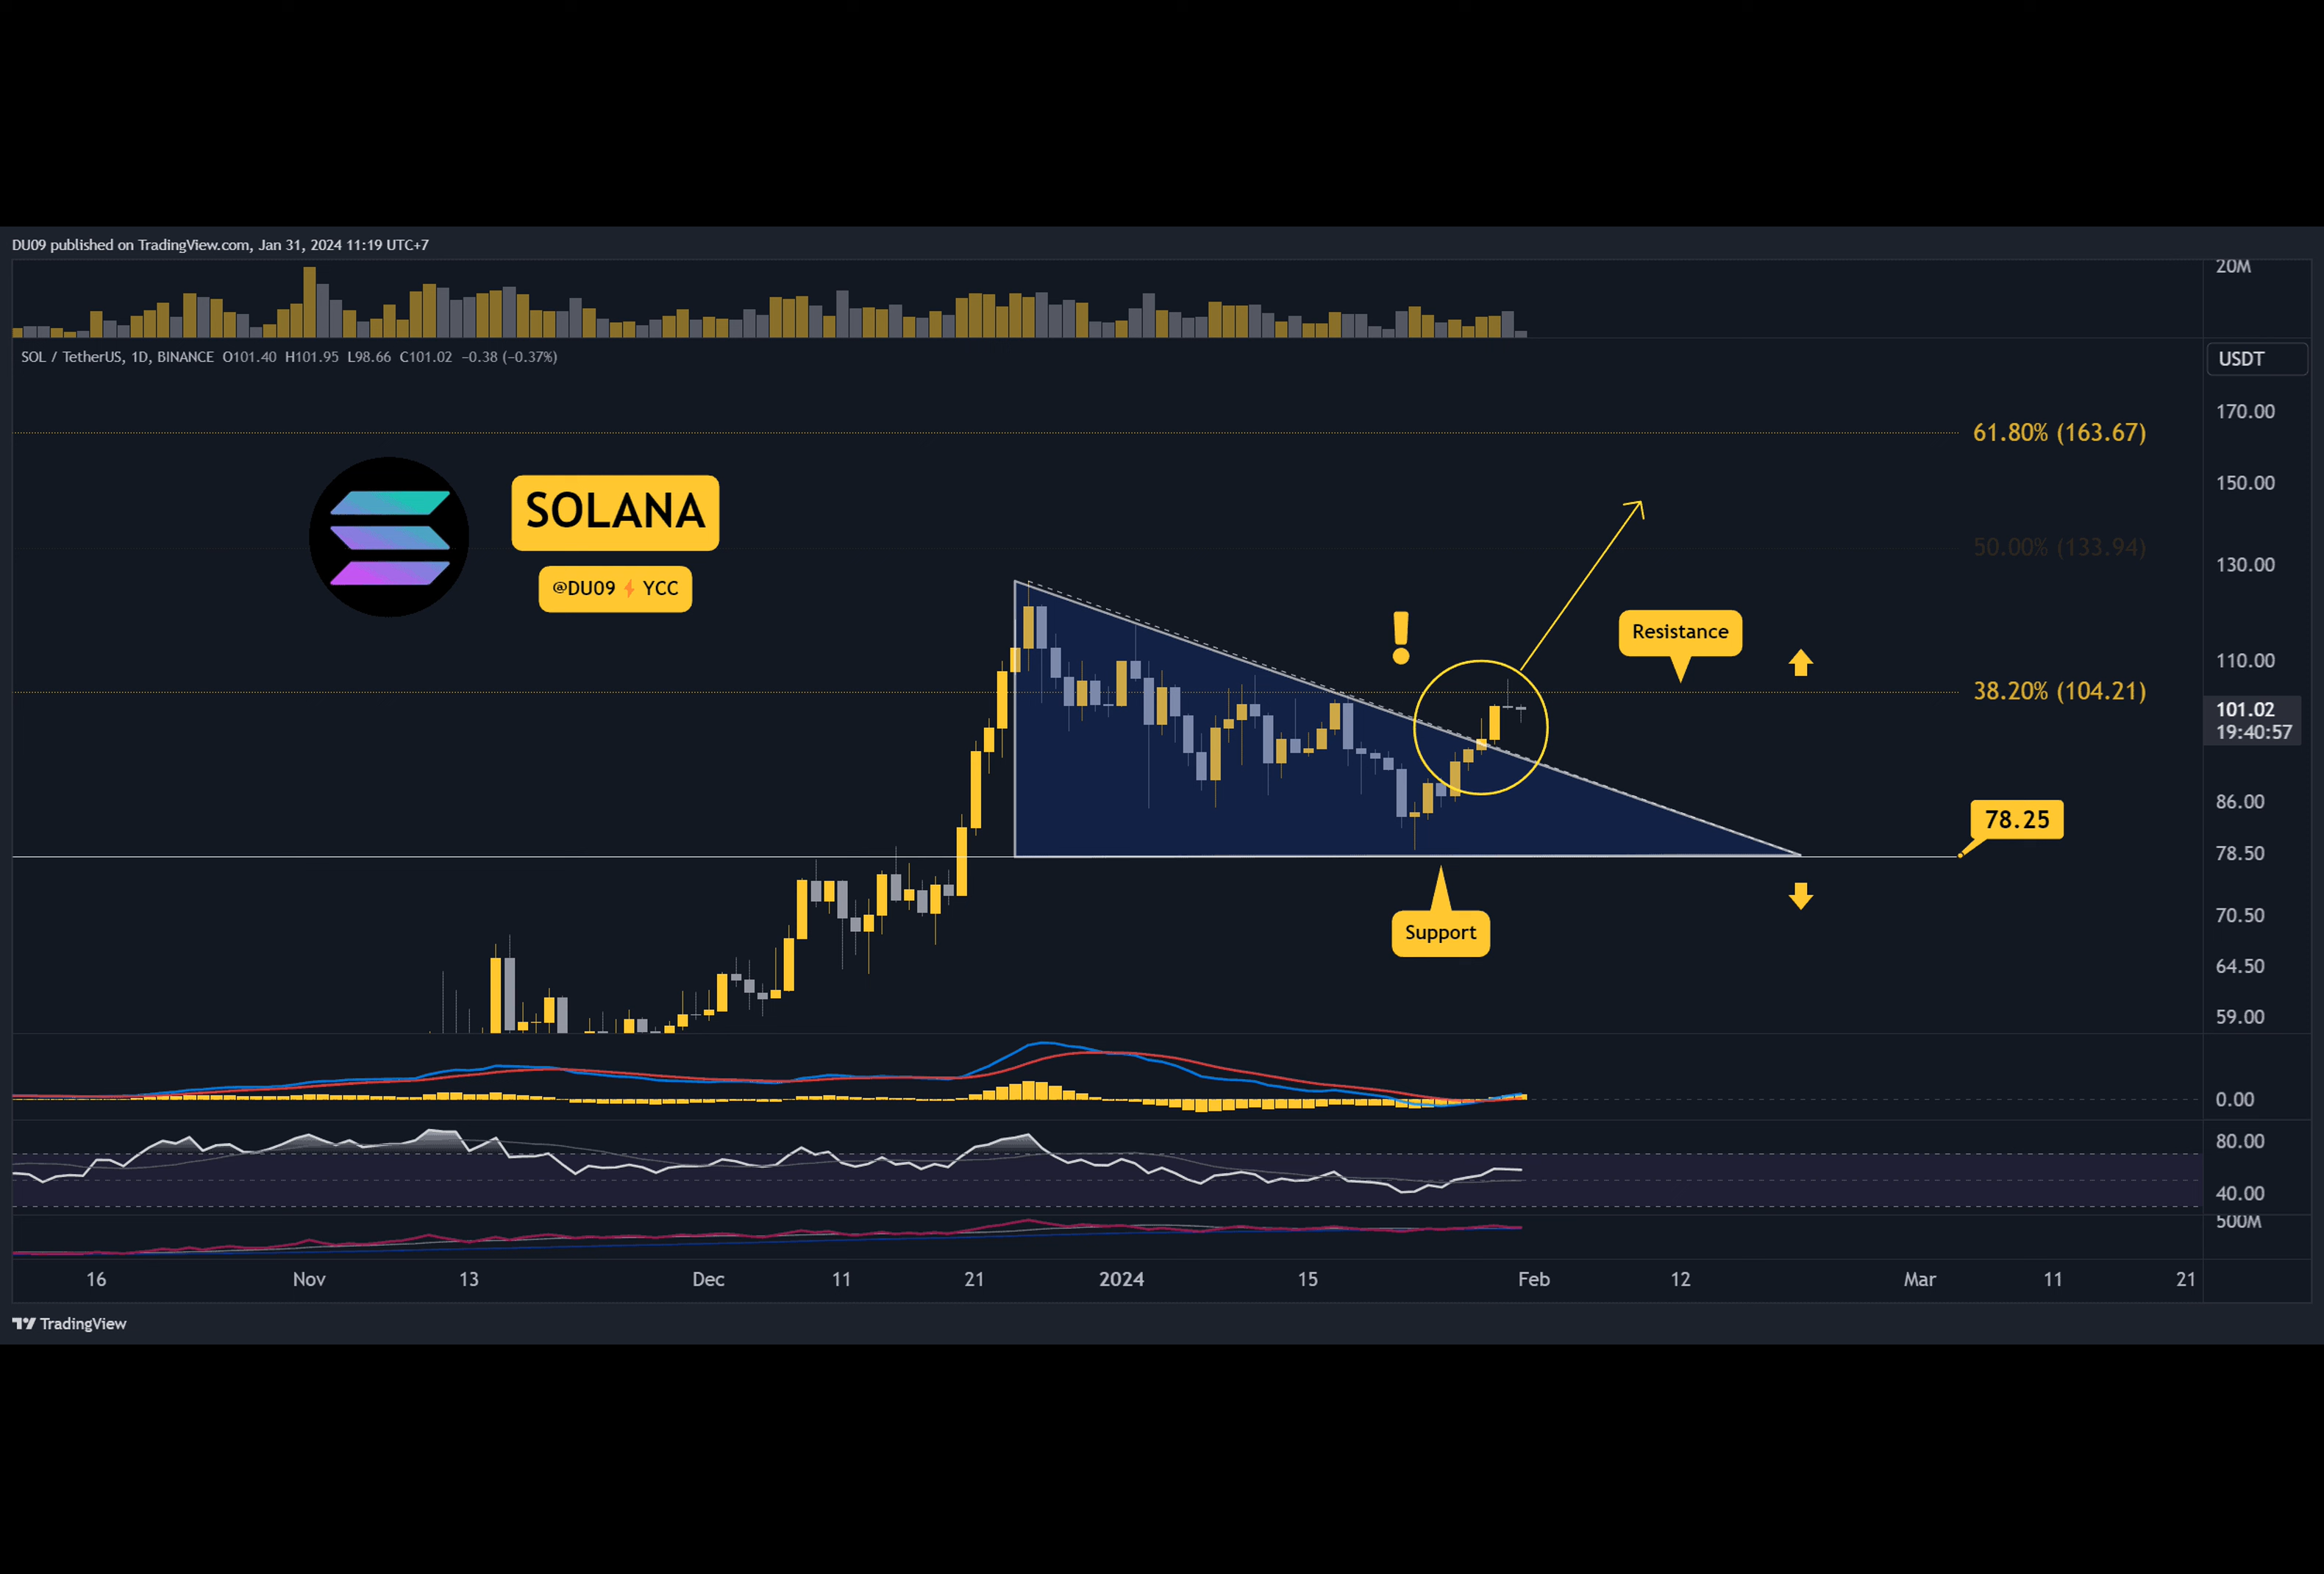 DU09 published on TradingView.com, Jan 31, 2024 11:19 UTC+7
20M
SOL / TetherUS, 1D, BINANCE O101.40 H101.95 L98.66 C101.02 −0.38 (−0.37%)
USDT
170.00
61.80% (163.67)
150.00
SOLANA
50.00% (133.94)
130.00
@DU09⚡YCC
!
Resistance
110.00
38.20% (104.21)
101.02
19:40:57
86.00
78.25
78.50
70.50
Support
64.50
59.00
0.00
80.00
40.00
500M
16 Nov 13 Dec 11 21 2024 15 Feb 12 Mar 11 21
TradingView